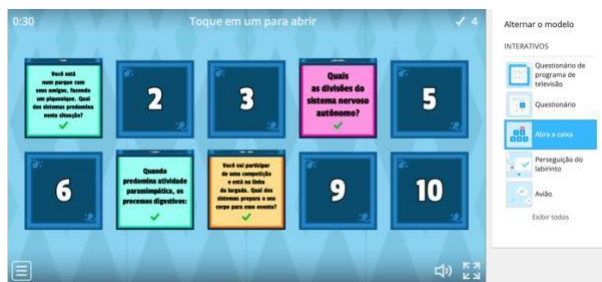 0:30
Toque em um para abrir
✓ 4
Você está
num parque com
seus amigos, fazendo
um piquenique. Qual
dos sistemas predomina
nesta situação?
2
3
Quais
as divisões do
sistema nervoso
autônomo?
5
6
Quando
predomina atividade
parassimpática, os
processos digestivos:
Você vai participar
de uma competição
e está na linha
da largada. Qual dos
sistemas prepara o seu
corpo para esse evento?
9
10
Alternar o modelo
INTERATIVOS
Questionário de
programa de
televisão
Questionário
Abra a caixa
Perseguição do
labirinto
Avião
Exibir todos